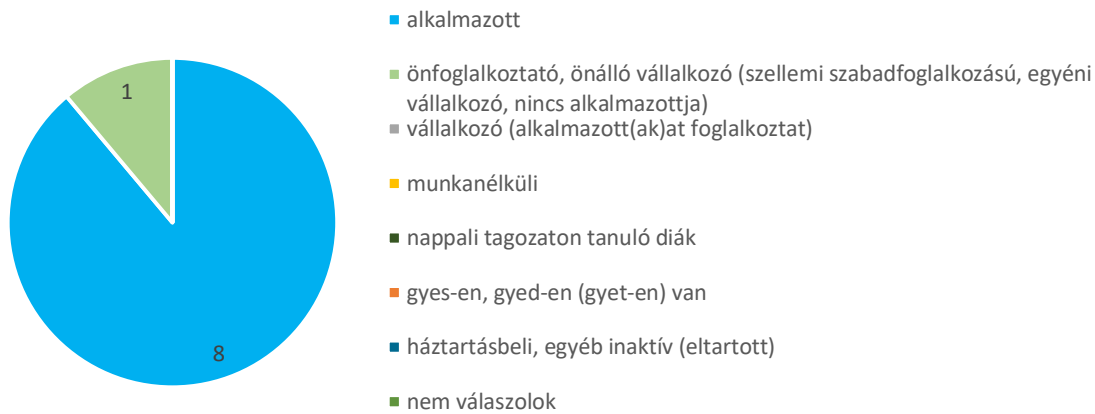 alkalmazott
önfoglalkoztató, önálló vállalkozó (szellemi szabadfoglalkozású, egyéni
vállalkozó, nincs alkalmazottja)
vállalkozó (alkalmazott(ak)at foglalkoztat)
munkanélküli
nappali tagozaton tanuló diák
gyes-en, gyed-en (gyet-en) van
háztartásbeli, egyéb inaktív (eltartott)
nem válaszolok
1
8